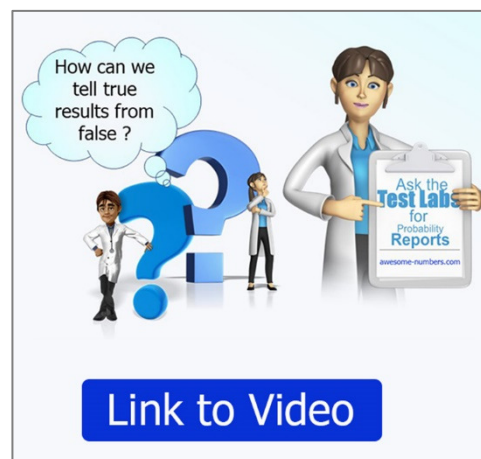 How can we
tell true
results from
false ?
Ask the
Test Labs
for
Probability
Reports
awesome-numbers.com
Link to Video